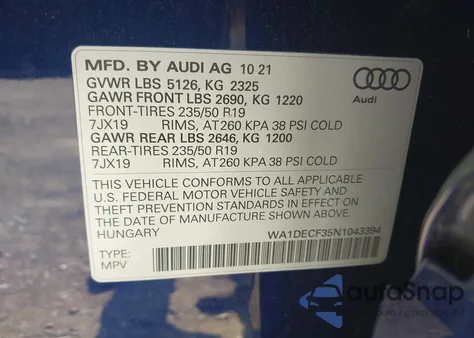 MFD. BY AUDI AG 10 21
GVWR LBS 5126, KG 2325
GAWR FRONT LBS 2690, KG 1220
FRONT-TIRES 235/50 R19
7JX19 RIMS, AT260 KPA 38 PSI COLD
GAWR REAR LBS 2646, KG 1200
REAR-TIRES 235/50 R19
7JX19 RIMS, AT260 KPA 38 PSI COLD
THIS VEHICLE CONFORMS TO ALL APPLICABLE
U.S. FEDERAL MOTOR VEHICLE SAFETY AND
THEFT PREVENTION STANDARDS IN EFFECT ON
THE DATE OF MANUFACTURE SHOWN ABOVE.
HUNGARY
WA1DECF35N1043394
TYPE:
MPV
Audi
autoSnap